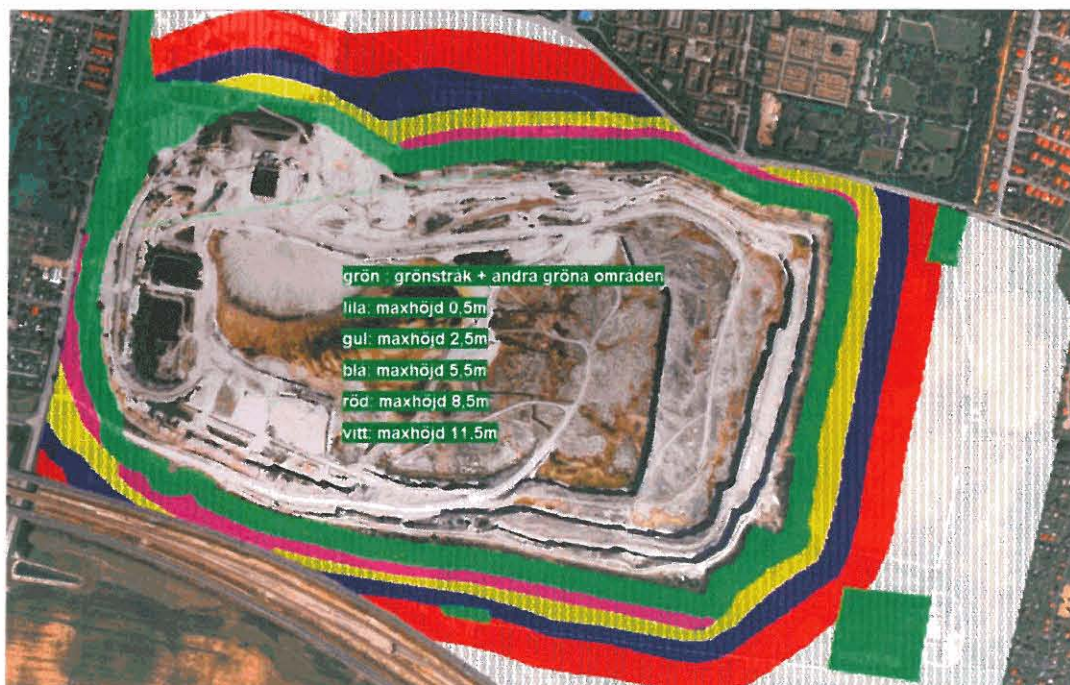 grön : grönstråk + andra gröna områden
lila: maxhöjd 0,5m
gul: maxhöjd 2,5m
blå: maxhöjd 5,5m
röd: maxhöjd 8,5m
vitt: maxhöjd 11,5m